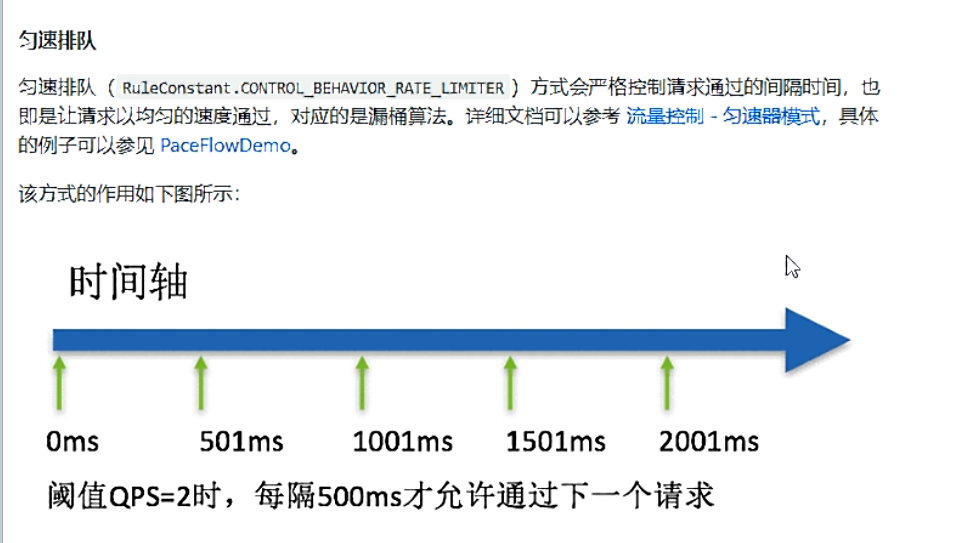 匀速排队
匀速排队（RuleConstant.CONTROL_BEHAVIOR_RATE_LIMITER）方式会严格控制请求通过的间隔时间，也
即是让请求以均匀的速度通过，对应的是漏桶算法。详细文档可以参考 流量控制 - 匀速器模式，具体
的例子可以参见 PaceFlowDemo。
该方式的作用如下图所示：
时间轴
0ms 501ms 1001ms 1501ms 2001ms
阈值QPS=2时，每隔500ms才允许通过下一个请求